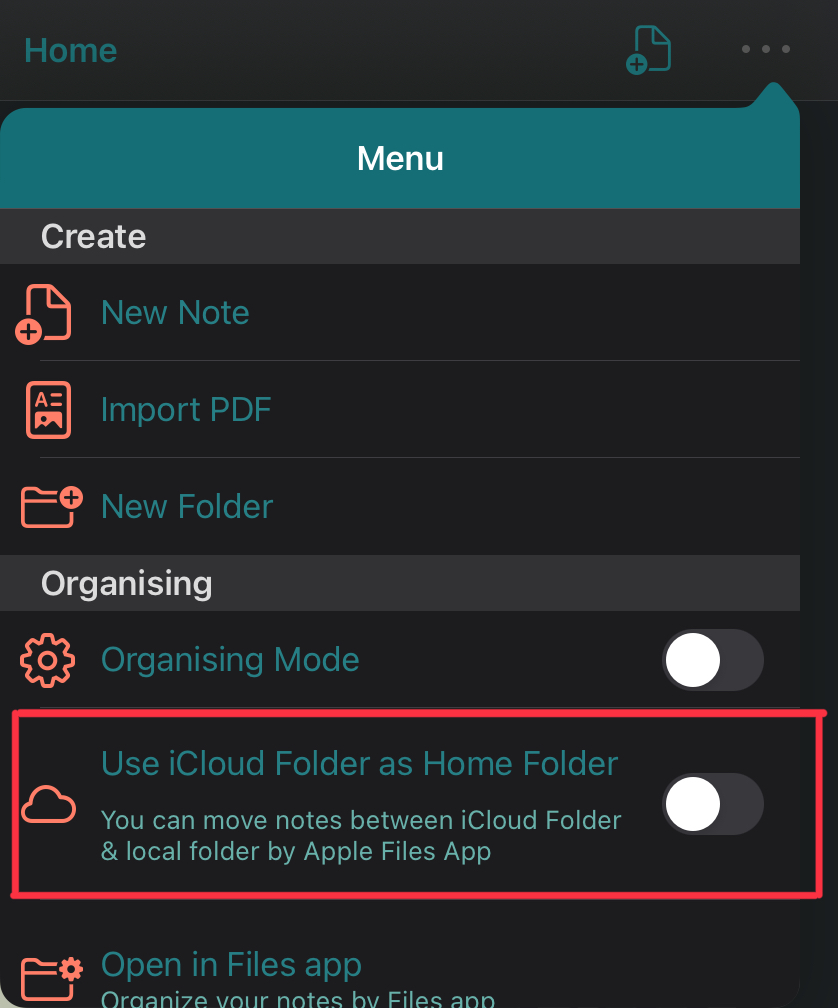 Home
Menu
Create
New Note
Import PDF
New Folder
Organising
Organising Mode
Use iCloud Folder as Home Folder
You can move notes between iCloud Folder
& local folder by Apple Files App
Open in Files app
Organize your notes by Files app